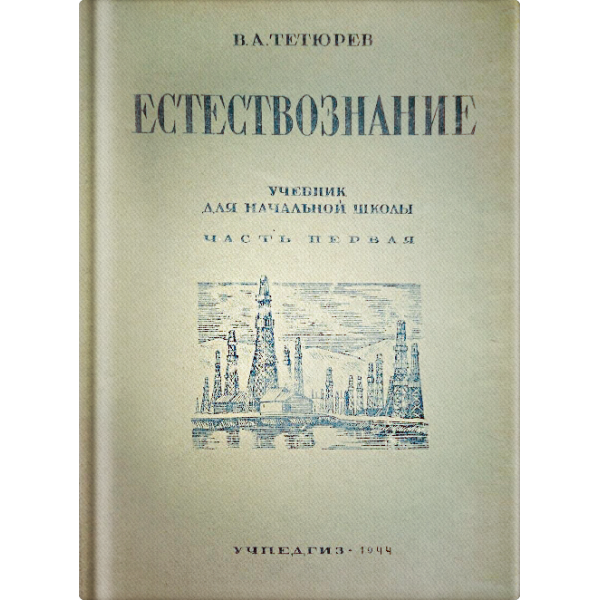 В.А.ТЕТЮРЕВ
ЕСТЕСТВОЗНАНИЕ
УЧЕБНИК
ДЛЯ НАЧАЛЬНОЙ ШКОЛЫ
ЧАСТЬ ПЕРВАЯ
УЧПЕДГИЗ · 1944